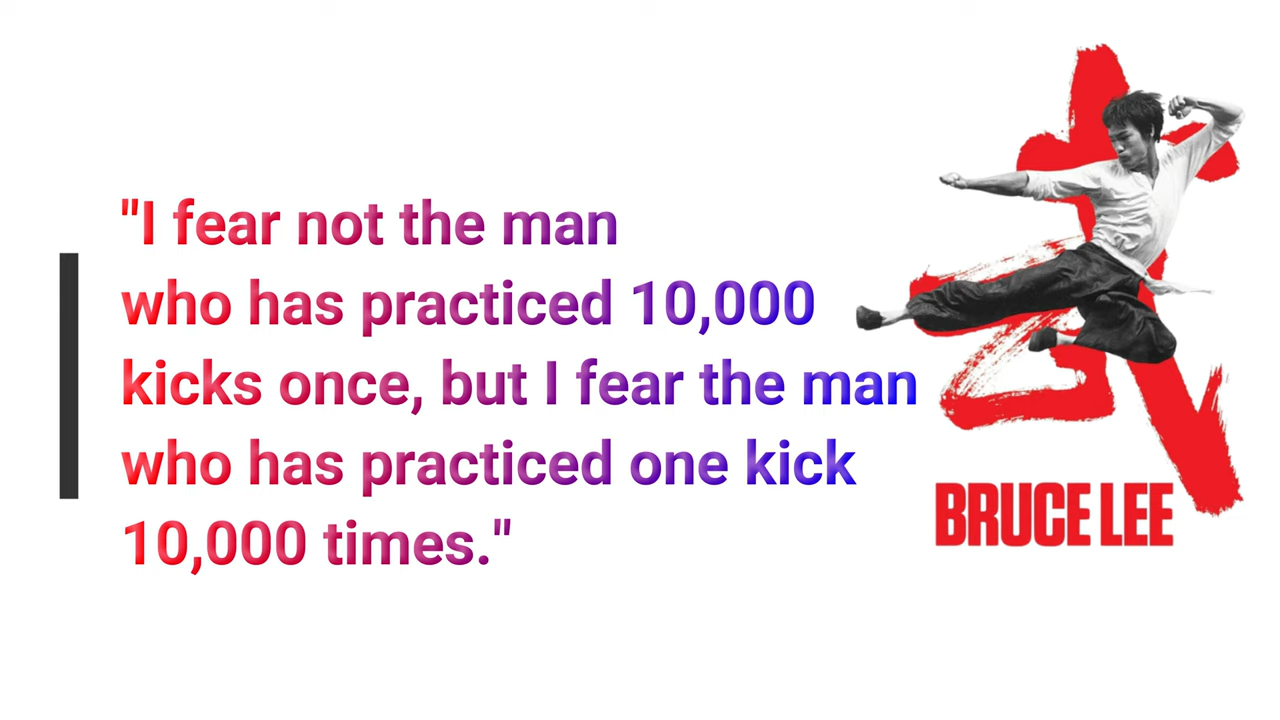 "I fear not the man
who has practiced 10,000
kicks once, but I fear the man
who has practiced one kick
10,000 times."
武
BRUCE LEE